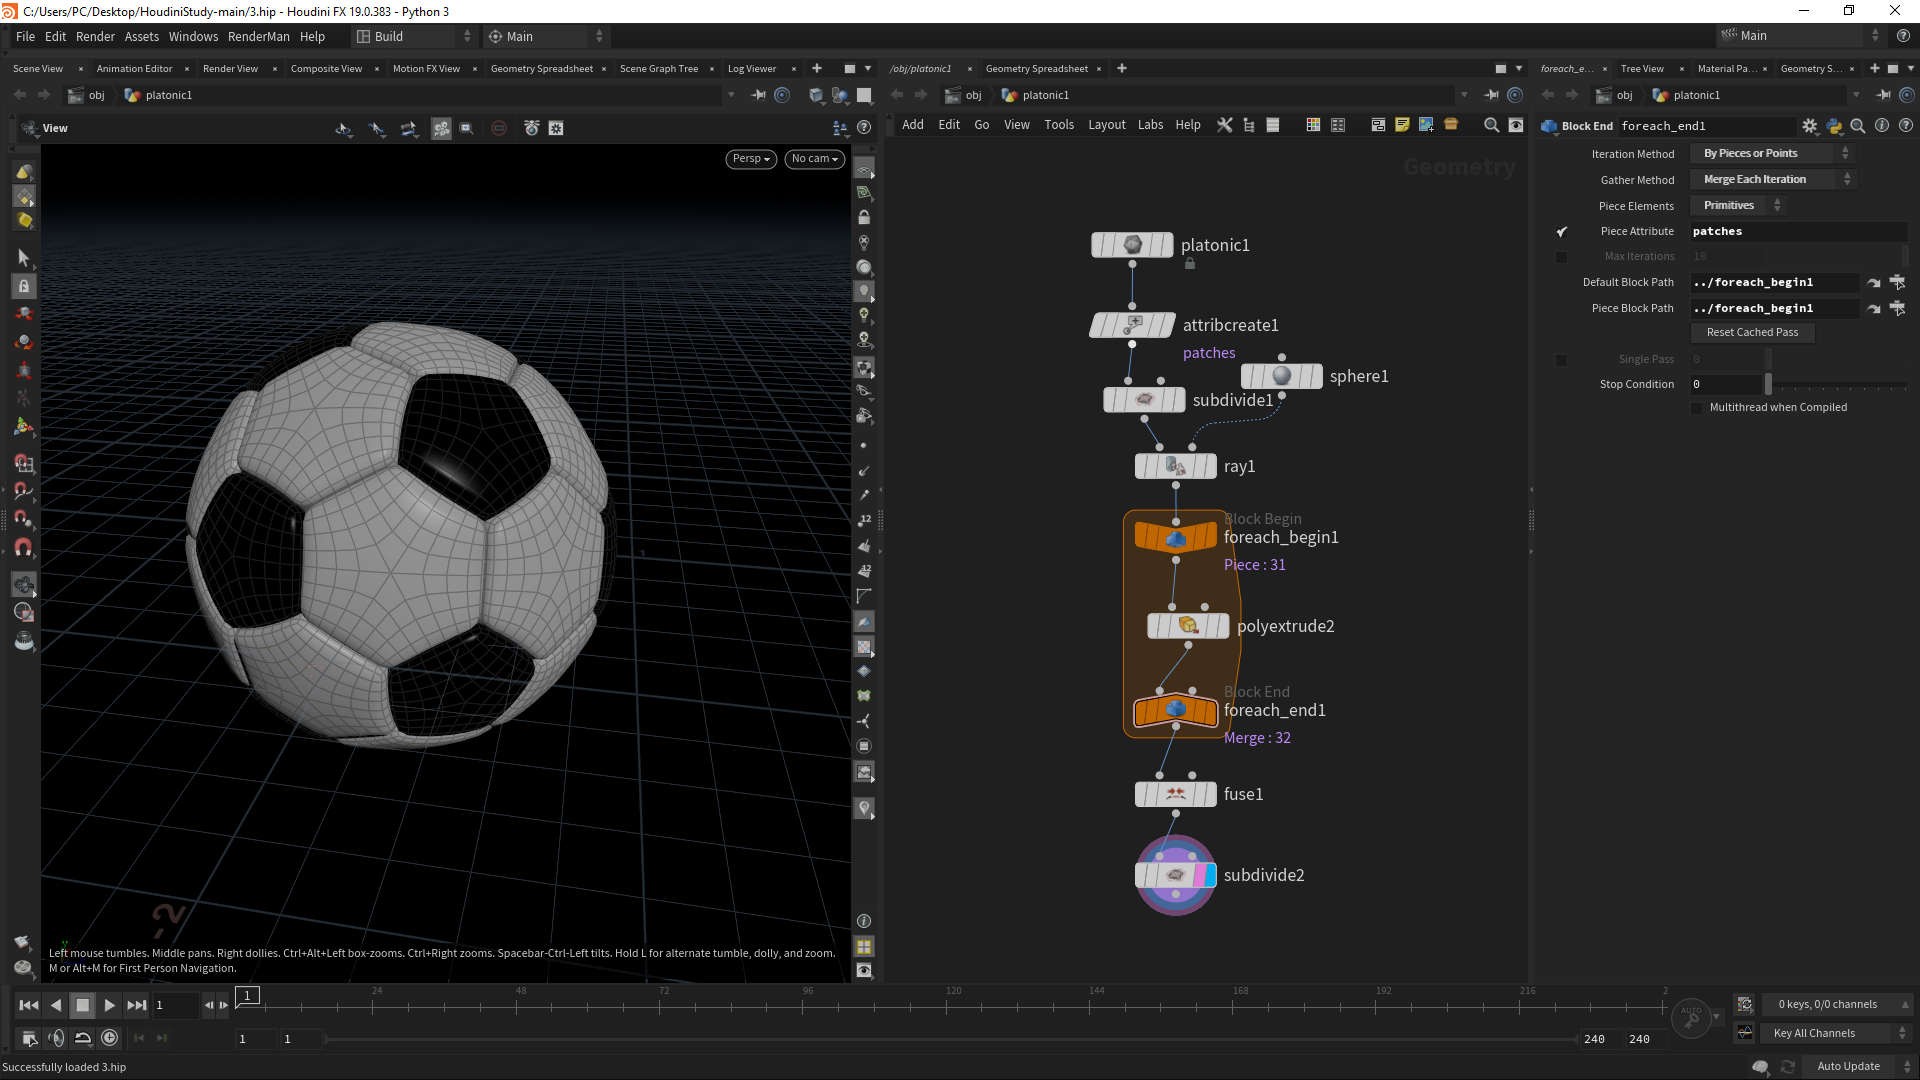 C:/Users/PC/Desktop/HoudiniStudy-main/3.hip - Houdini FX 19.0.383 - Python 3
File Edit Render Assets Windows RenderMan Help Build Main Main
Scene View Animation Editor Render View Composite View Motion FX View Geometry Spreadsheet Scene Graph Tree Log Viewer
/obj/platonic1 Geometry Spreadsheet
foreach_e... Tree View Material Pa... Geometry S...
obj platonic1
obj platonic1
obj platonic1
View
Persp No cam
Add Edit Go View Tools Layout Labs Help
Geometry
platonic1
attribcreate1
patches
sphere1
subdivide1
ray1
Block Begin
foreach_begin1
Piece : 31
polyextrude2
Block End
foreach_end1
Merge : 32
fuse1
subdivide2
Block End foreach_end1
Iteration Method By Pieces or Points
Gather Method Merge Each Iteration
Piece Elements Primitives
Piece Attribute patches
Max Iterations 10
Default Block Path ../foreach_begin1
Piece Block Path ../foreach_begin1
Reset Cached Pass
Single Pass 0
Stop Condition 0
Multithread when Compiled
12
12
-2
y
Left mouse tumbles. Middle pans. Right dollies. Ctrl+Alt+Left box-zooms. Ctrl+Right zooms. Spacebar-Ctrl-Left tilts. Hold L for alternate tumble, dolly, and zoom.
M or Alt+M for First Person Navigation.
1 1 24 48 72 96 120 144 168 192 216 2
AUTO
0 keys, 0/0 channels
1 1 240 240
Key All Channels
Successfully loaded 3.hip
Auto Update